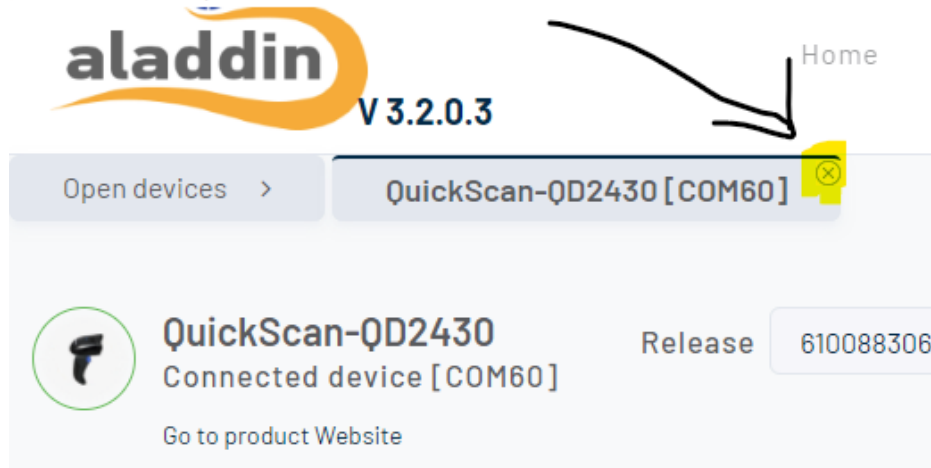 aladdin
Home
V 3.2.0.3
Open devices >
QuickScan-QD2430 [COM60]
QuickScan-QD2430
Connected device [COM60]
Release 610088306
Go to product Website